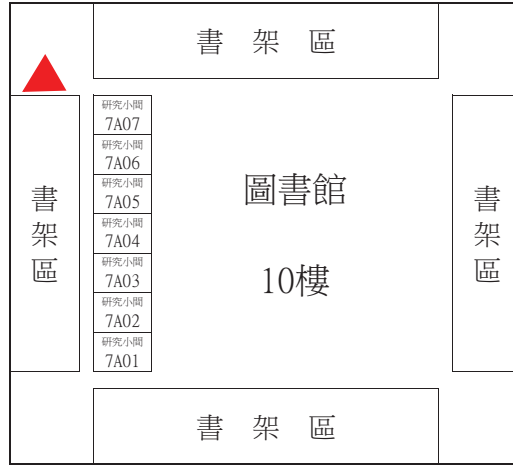 書 架 區
研究小間
7A07
研究小間
7A06
研究小間
7A05
研究小間
7A04
研究小間
7A03
研究小間
7A02
研究小間
7A01
書
架
區
圖書館
10樓
書
架
區
書 架 區